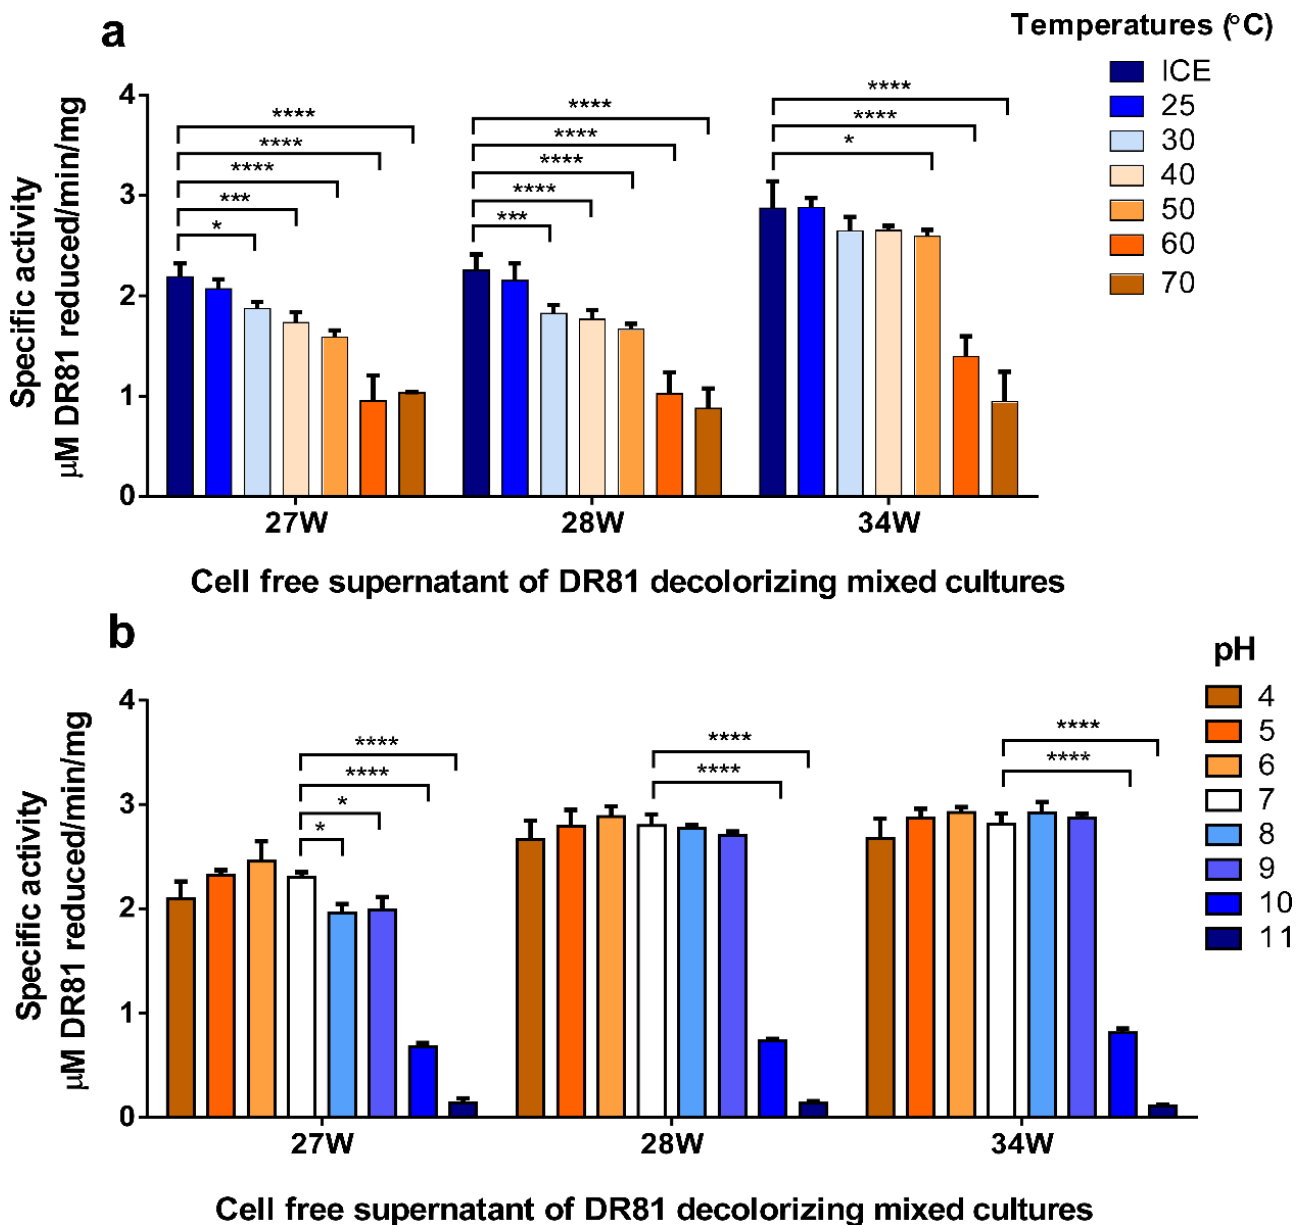 a
Temperatures (°C)
ICE
25
30
40
50
60
70
Specific activity
µM DR81 reduced/min/mg
4
3
2
1
0
****
****
****
***
*
****
****
****
****
***
****
****
*
27W
28W
34W
Cell free supernatant of DR81 decolorizing mixed cultures
b
pH
4
5
6
7
8
9
10
11
Specific activity
µM DR81 reduced/min/mg
4
3
2
1
0
****
****
*
*
****
****
****
****
27W
28W
34W
Cell free supernatant of DR81 decolorizing mixed cultures